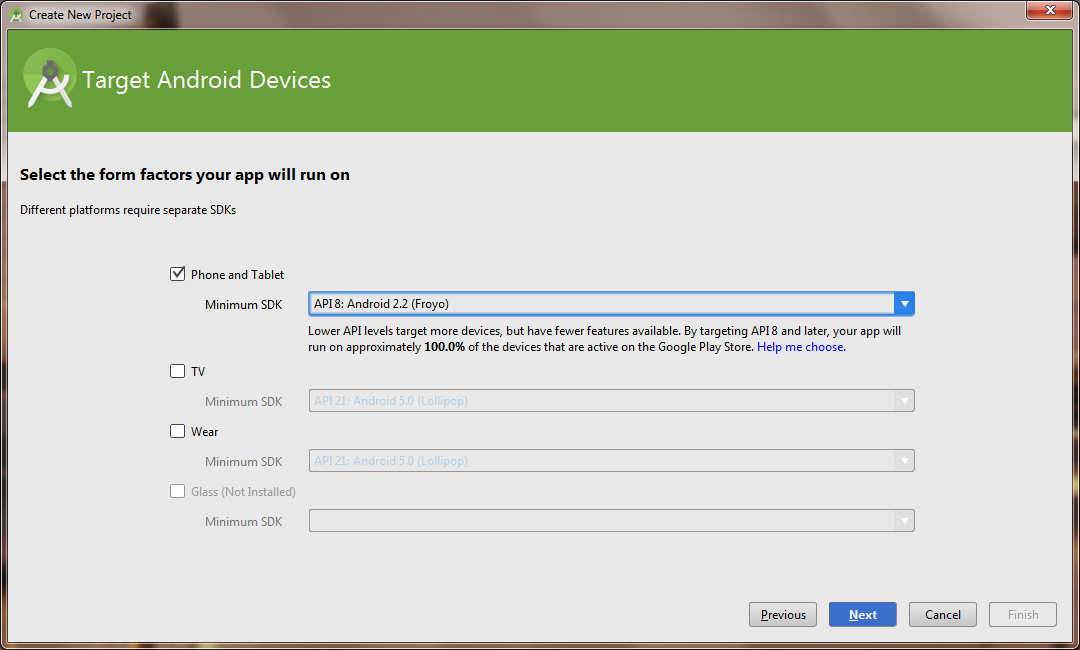 Create New Project
Target Android Devices
Select the form factors your app will run on
Different platforms require separate SDKs
Phone and Tablet
Minimum SDK API 8: Android 2.2 (Froyo)
Lower API levels target more devices, but have fewer features available. By targeting API 8 and later, your app will
run on approximately 100.0% of the devices that are active on the Google Play Store. Help me choose.
TV
Minimum SDK API 21: Android 5.0 (Lollipop)
Wear
Minimum SDK API 21: Android 5.0 (Lollipop)
Glass (Not Installed)
Minimum SDK
Previous Next Cancel Finish